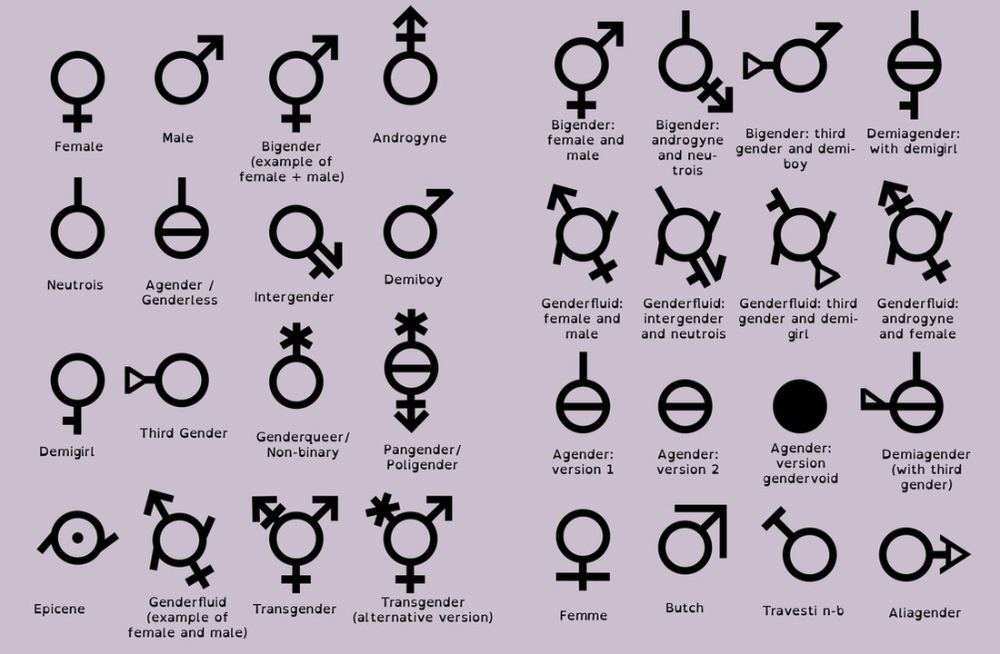 Female
Male
Bigender
(example of
female + male)
Androgyne
Neutrois
Agender /
Genderless
Intergender
Demiboy
Demigirl
Third Gender
Genderqueer/
Non-binary
Pangender/
Poligender
Epicene
Genderfluid
(example of
female and male)
Transgender
Transgender
(alternative version)
Bigender:
female and
male
Bigender:
androgyne
and neu-
trois
Bigender: third
gender and demi-
boy
Demiagender:
with demigirl
Genderfluid:
female and
male
Genderfluid:
intergender
and neutrois
Genderfluid: third
gender and demi-
girl
Genderfluid:
androgyne
and female
Agender:
version 1
Agender:
version 2
Agender:
version
gendervoid
Demiagender
(with third
gender)
Femme
Butch
Travesti n-b
Aliagender